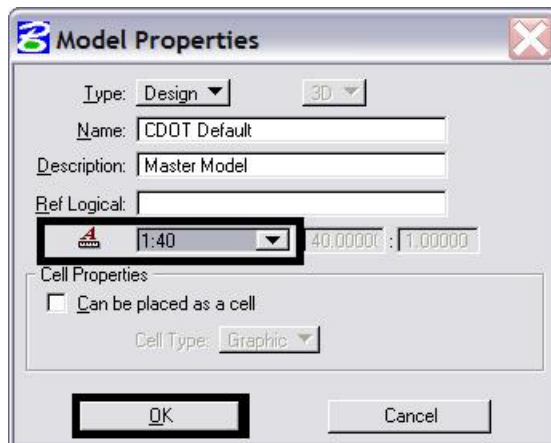 Model Properties
Type: Design 3D
Name: CDOT Default
Description: Master Model
Ref Logical:
A 1:40 40.00000 : 1.00000
Cell Properties
Can be placed as a cell
Cell Type: Graphic
OK Cancel